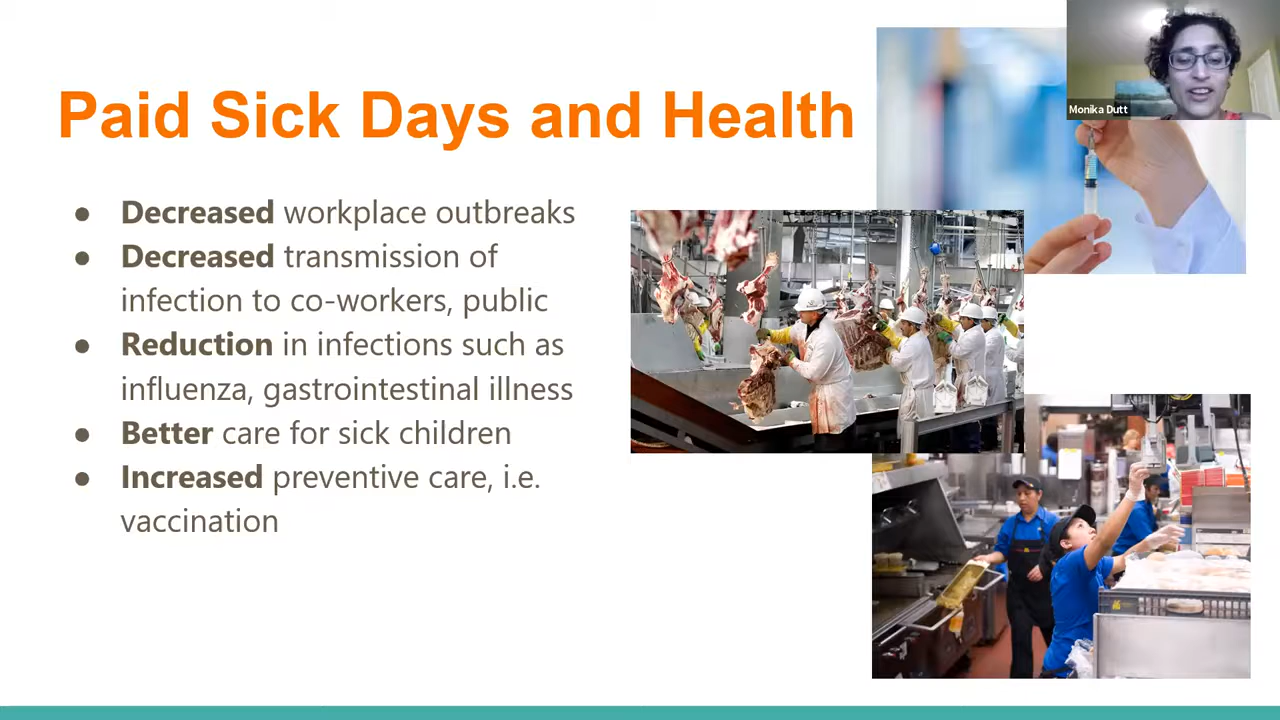 Monika Dutt
Paid Sick Days and Health
● Decreased workplace outbreaks
● Decreased transmission of
infection to co-workers, public
● Reduction in infections such as
influenza, gastrointestinal illness
● Better care for sick children
● Increased preventive care, i.e.
vaccination